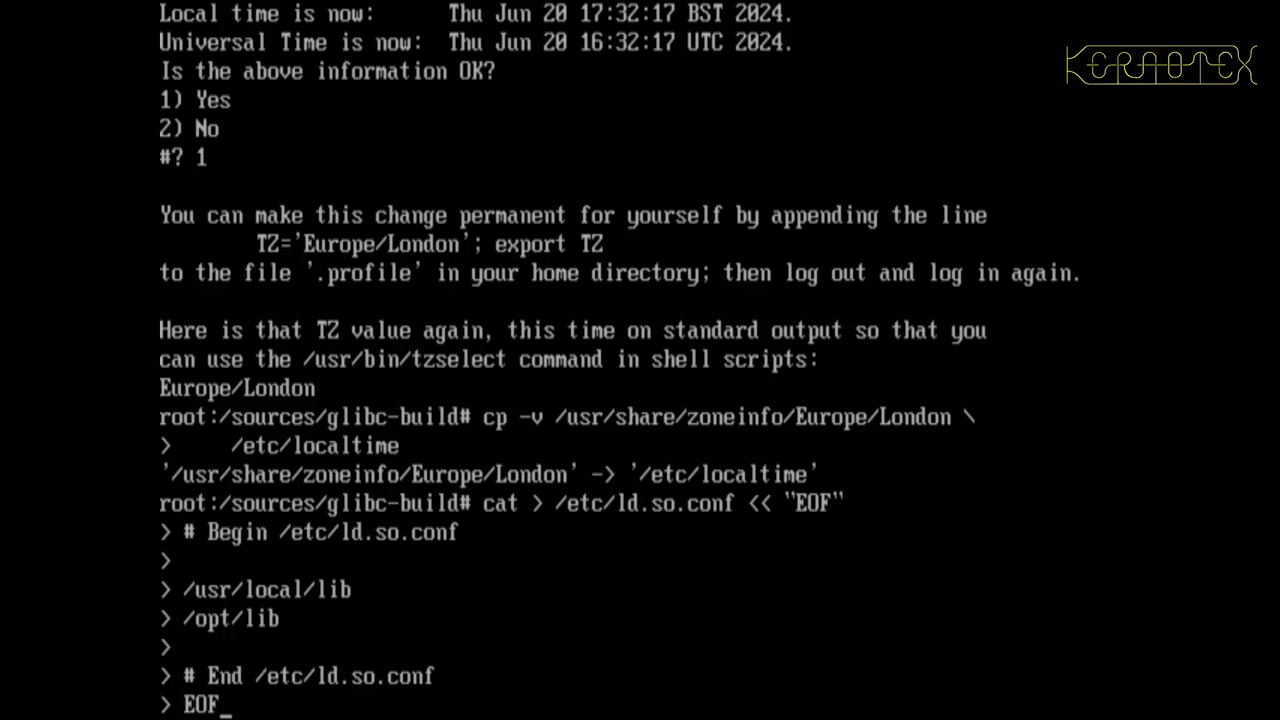 Local time is now:      Thu Jun 20 17:32:17 BST 2024.
KERNOTEX
Universal Time is now:  Thu Jun 20 16:32:17 UTC 2024.
Is the above information OK?
1) Yes
2) No
#? 1
You can make this change permanent for yourself by appending the line
        TZ='Europe/London'; export TZ
to the file '.profile' in your home directory; then log out and log in again.
Here is that TZ value again, this time on standard output so that you
can use the /usr/bin/tzselect command in shell scripts:
Europe/London
root:/sources/glibc-build# cp -v /usr/share/zoneinfo/Europe/London \
>     /etc/localtime
'/usr/share/zoneinfo/Europe/London' -> '/etc/localtime'
root:/sources/glibc-build# cat > /etc/ld.so.conf << "EOF"
> # Begin /etc/ld.so.conf
>
> /usr/local/lib
> /opt/lib
>
> # End /etc/ld.so.conf
> EOF_